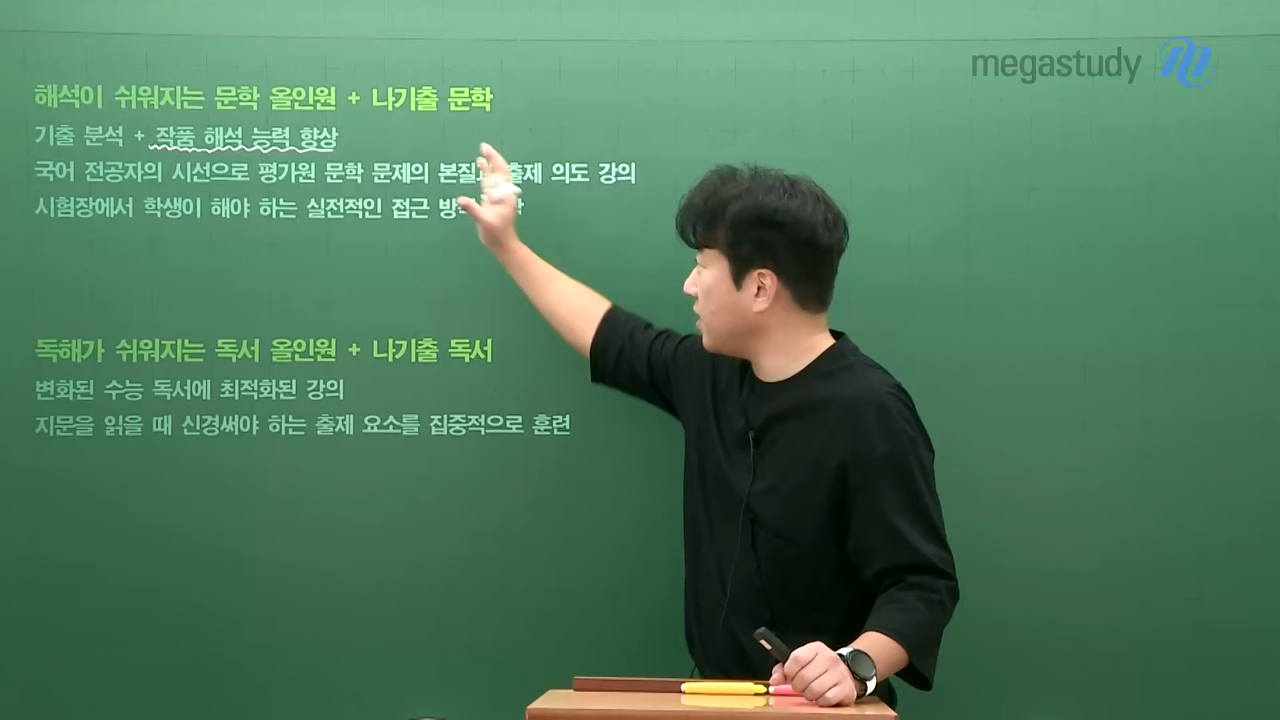 megastudy
해석이 쉬워지는 문학 올인원 + 나기출 문학
기출 분석 + 작품 해석 능력 향상
국어 전공자의 시선으로 평가원 문학 문제의 출제 의도 강의
시험장에서 학생이 해야 하는 실전적인 접근
독해가 쉬워지는 독서 올인원 + 나기출 독서
변화된 수능 독서에 최적화된 강의
지문을 읽을 때 신경써야 하는 출제 요소를 집중적으로 훈련